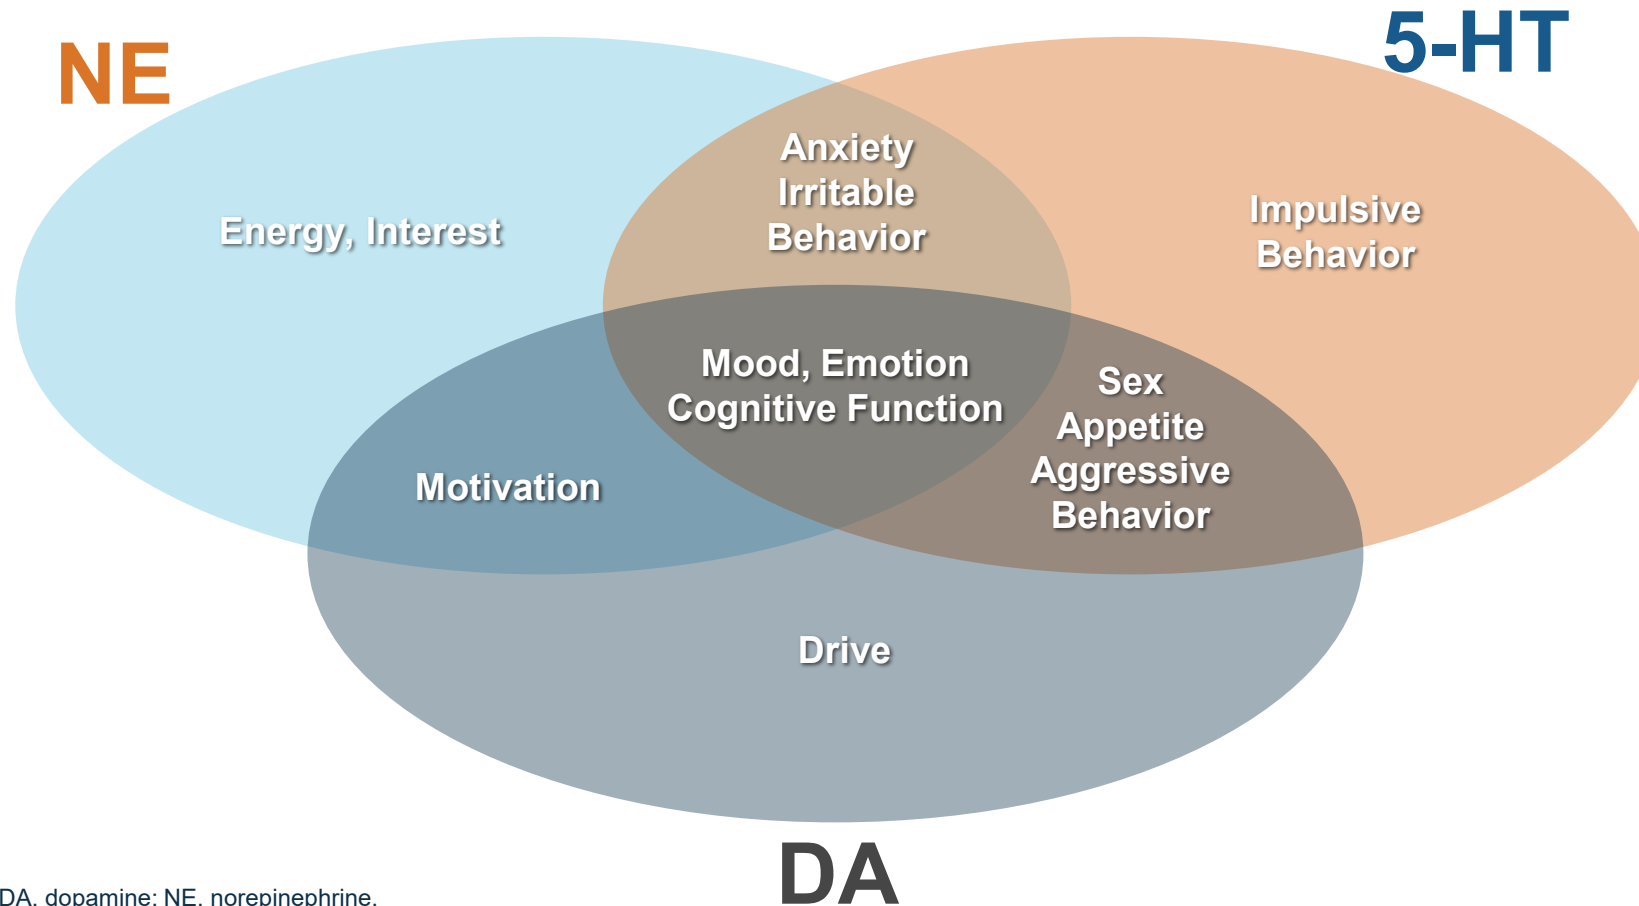 NE
5-HT
Anxiety
Irritable
Behavior
Energy, Interest
Impulsive
Behavior
Mood, Emotion
Cognitive Function
Sex
Appetite
Aggressive
Behavior
Motivation
Drive
DA
DA, dopamine; NE, norepinephrine.